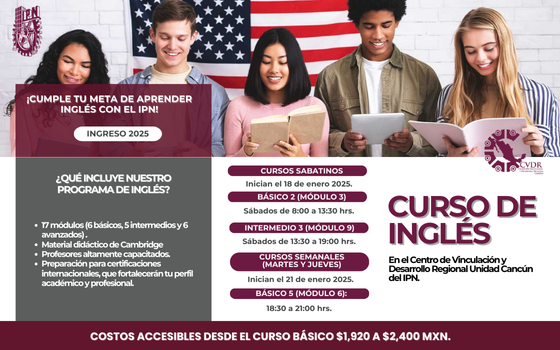 IPN
¡CUMPLE TU META DE APRENDER
INGLÉS CON EL IPN!
INGRESO 2025
¿QUÉ INCLUYE NUESTRO
PROGRAMA DE INGLÉS?
17 módulos (6 básicos, 5 intermedios y 6
avanzados) .
Material didáctico de Cambridge
Profesores altamente capacitados.
Preparación para certificaciones
internacionales, que fortalecerán tu perfil
académico y profesional.
CURSOS SABATINOS
Inician el 18 de enero 2025.
BÁSICO 2 (MÓDULO 3)
Sábados de 8:00 a 13:30 hrs.
INTERMEDIO 3 (MÓDULO 9)
Sábados de 13:30 a 19:00 hrs.
CURSOS SEMANALES
(MARTES Y JUEVES)
Inician el 21 de enero 2025.
BÁSICO 5 (MÓDULO 6):
18:30 a 21:00 hrs.
CVDR
CURSO DE
INGLÉS
En el Centro de Vinculación y
Desarrollo Regional Unidad Cancún
del IPN.
COSTOS ACCESIBLES DESDE EL CURSO BÁSICO $1,920 A $2,400 MXN.